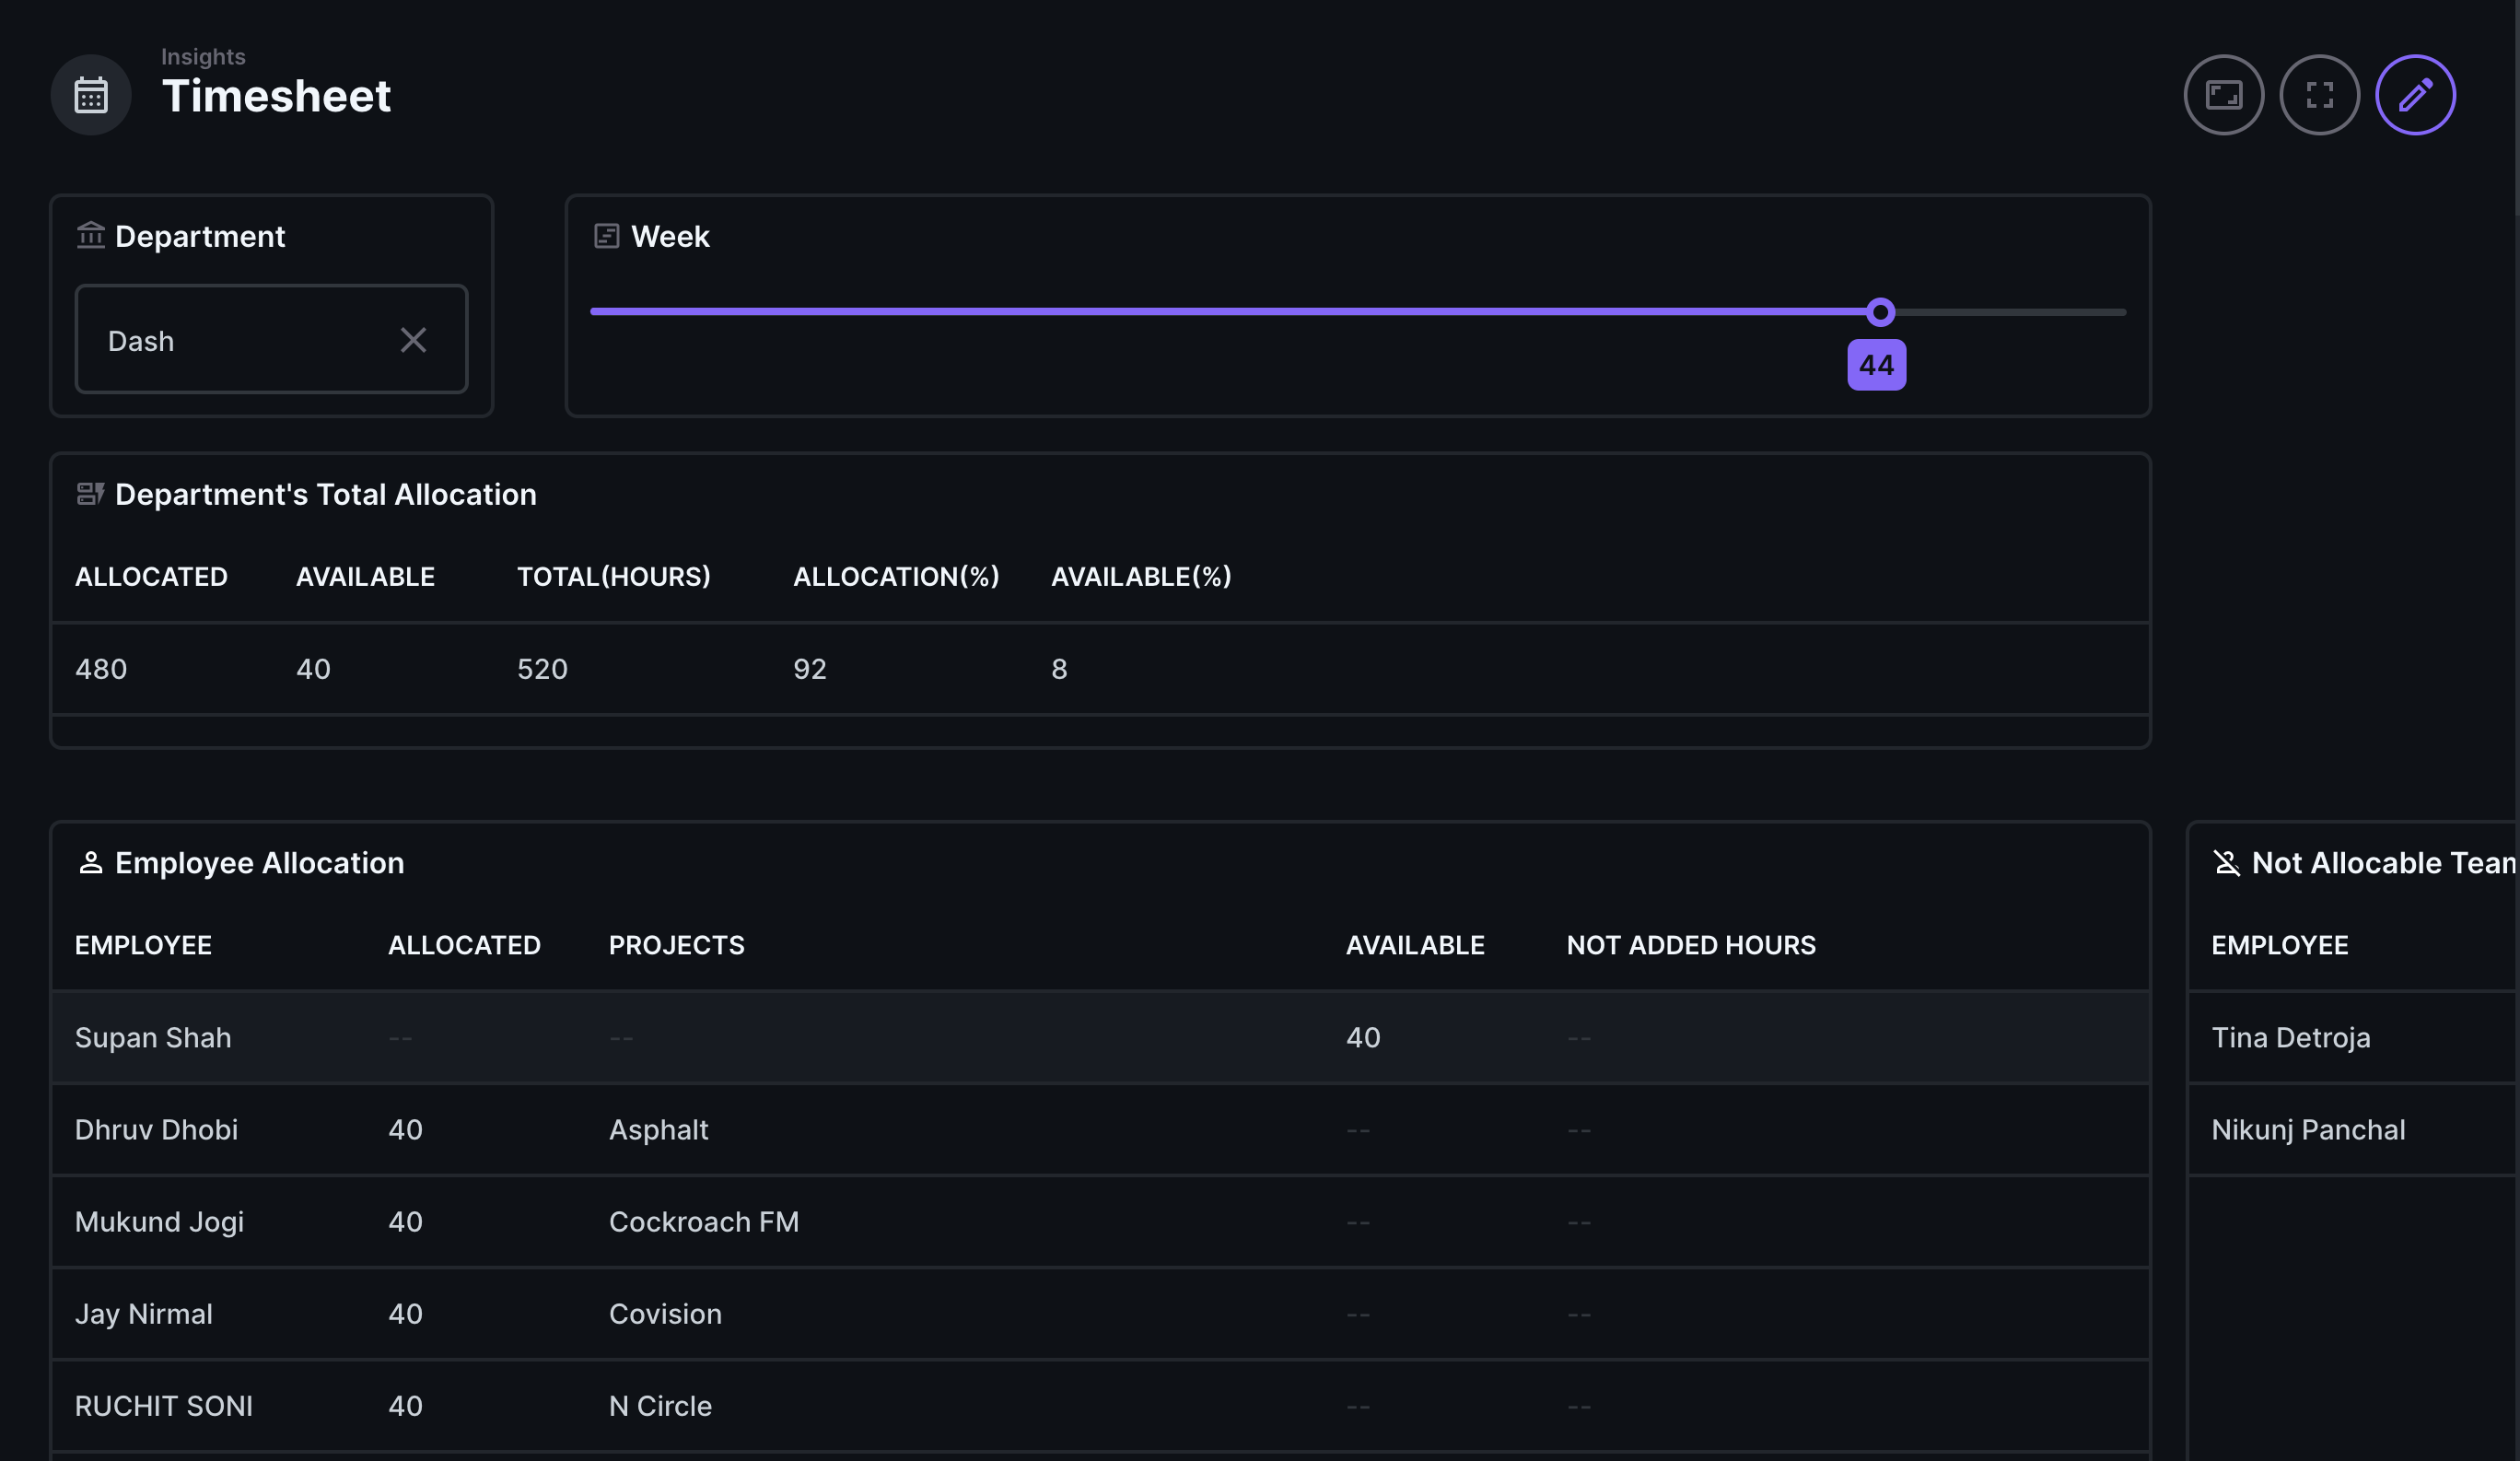 Insights
Timesheet
Department
Week
Dash
44
Department's Total Allocation
ALLOCATED AVAILABLE TOTAL(HOURS) ALLOCATION(%) AVAILABLE(%)
480 40 520 92 8
Employee Allocation
EMPLOYEE ALLOCATED PROJECTS AVAILABLE NOT ADDED HOURS
Supan Shah -- -- 40 --
Dhruv Dhobi 40 Asphalt -- --
Mukund Jogi 40 Cockroach FM -- --
Jay Nirmal 40 Covision -- --
RUCHIT SONI 40 N Circle -- --
Not Allocable
EMPLOYEE
Tina Detroja
Nikunj Panchal